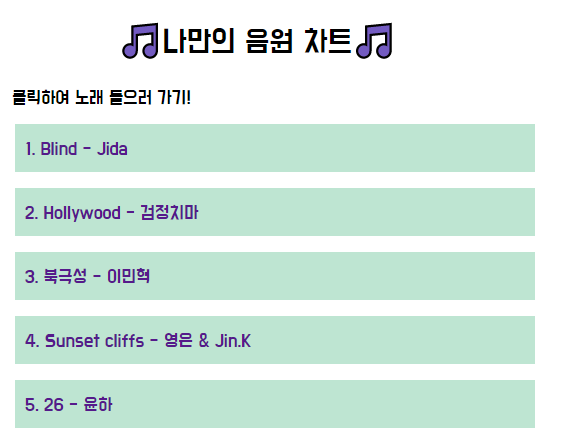 🎵나만의 음원 차트🎵
클릭하여 노래 들으러 가기!
1. Blind - Jida
2. Hollywood - 검정치마
3. 북극성 - 이민혁
4. Sunset cliffs - 영은 & Jin.K
5. 26 - 윤하